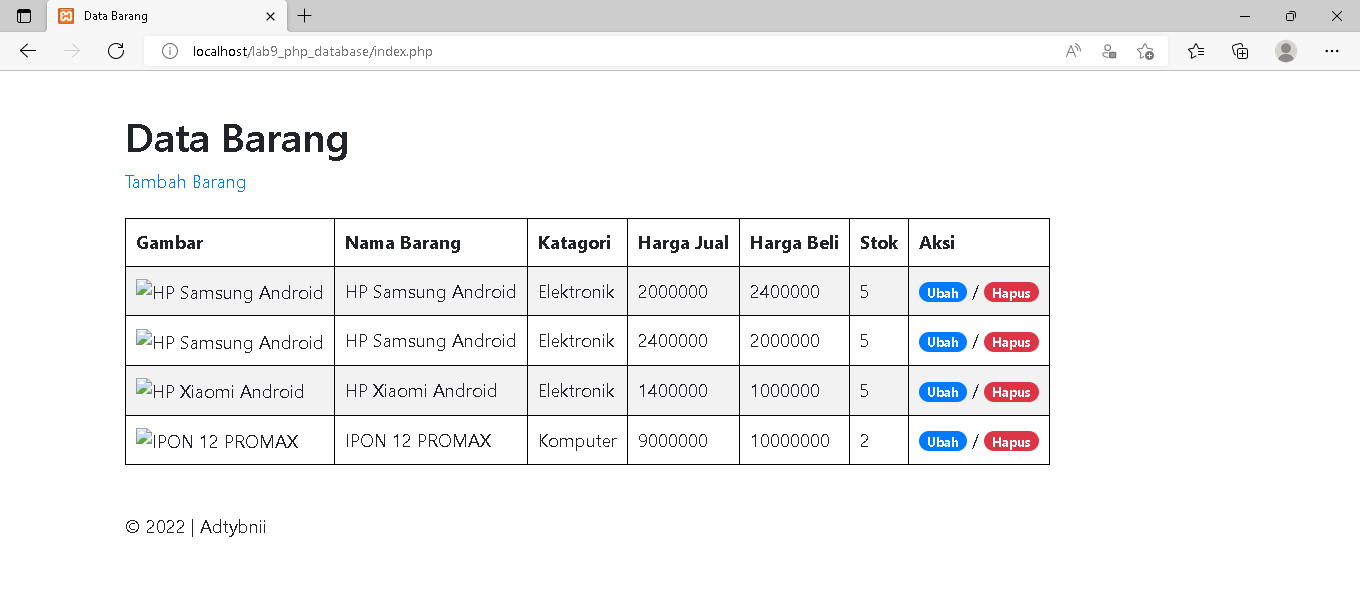 Data Barang
localhost/lab9_php_database/index.php
Data Barang
Tambah Barang
Gambar Nama Barang Katagori Harga Jual Harga Beli Stok Aksi
HP Samsung Android HP Samsung Android Elektronik 2000000 2400000 5 Ubah / Hapus
HP Samsung Android HP Samsung Android Elektronik 2400000 2000000 5 Ubah / Hapus
HP Xiaomi Android HP Xiaomi Android Elektronik 1400000 1000000 5 Ubah / Hapus
IPON 12 PROMAX IPON 12 PROMAX Komputer 9000000 10000000 2 Ubah / Hapus
© 2022 | Adtybnii